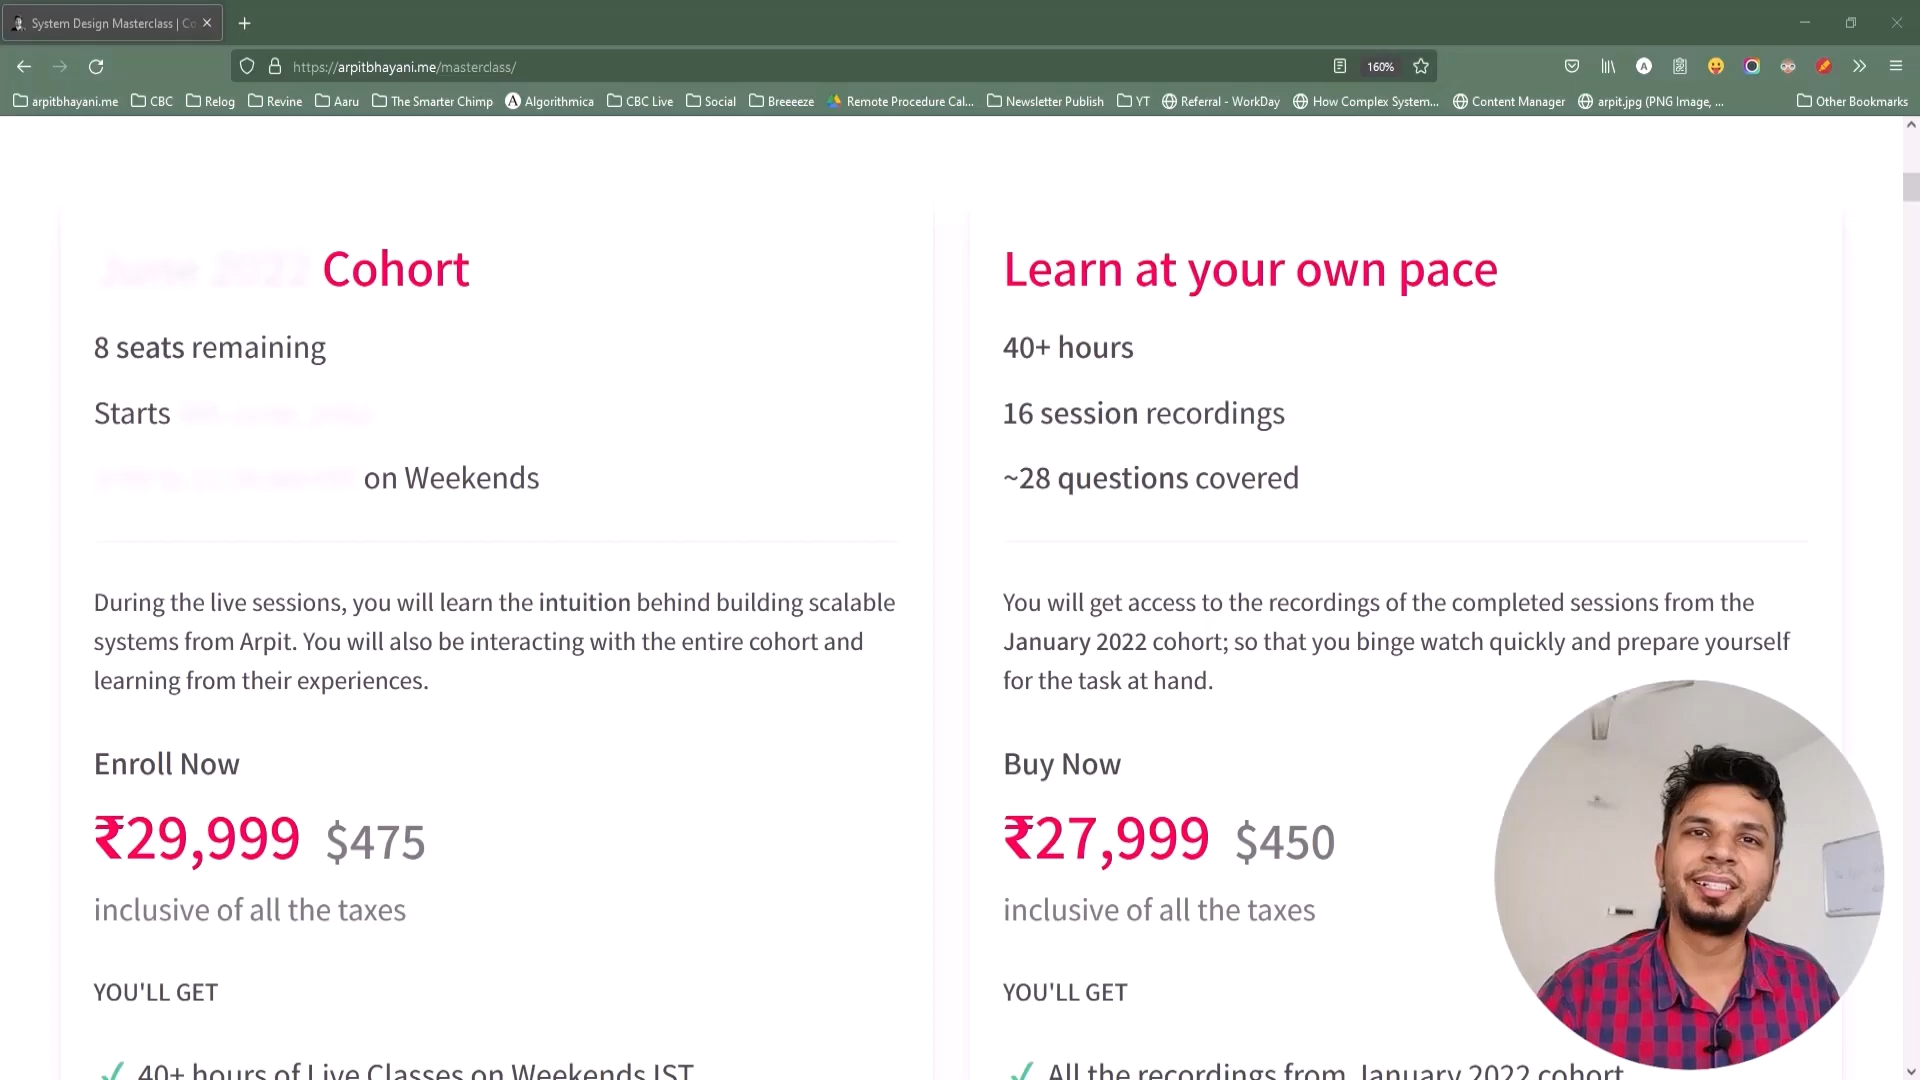 System Design Masterclass | Co
https://arpitbhayani.me/masterclass/
160%
arpitbhayani.me CBC Relog Revine Aaru The Smarter Chimp Algorithmica CBC Live Social Breeeeze Remote Procedure Cal... Newsletter Publish YT Referral - WorkDay How Complex System... Content Manager arpit.jpg (PNG Image, ... Other Bookmarks
June 2022 Cohort
8 seats remaining
Starts
on Weekends
During the live sessions, you will learn the intuition behind building scalable
systems from Arpit. You will also be interacting with the entire cohort and
learning from their experiences.
Enroll Now
₹29,999 $475
inclusive of all the taxes
YOU'LL GET
✓ 40+ hours of Live Classes on Weekends IST
Learn at your own pace
40+ hours
16 session recordings
~28 questions covered
You will get access to the recordings of the completed sessions from the
January 2022 cohort; so that you binge watch quickly and prepare yourself
for the task at hand.
Buy Now
₹27,999 $450
inclusive of all the taxes
YOU'LL GET
✓ All the recordings from January 2022 cohort